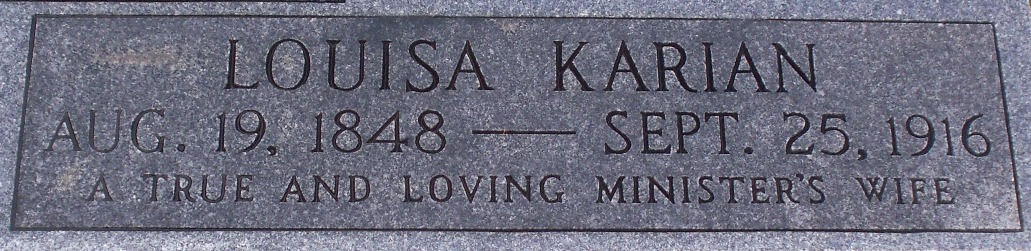 LOUISA KARIAN
AUG. 19, 1848 — SEPT. 25, 1916
A TRUE AND LOVING MINISTER'S WIFE